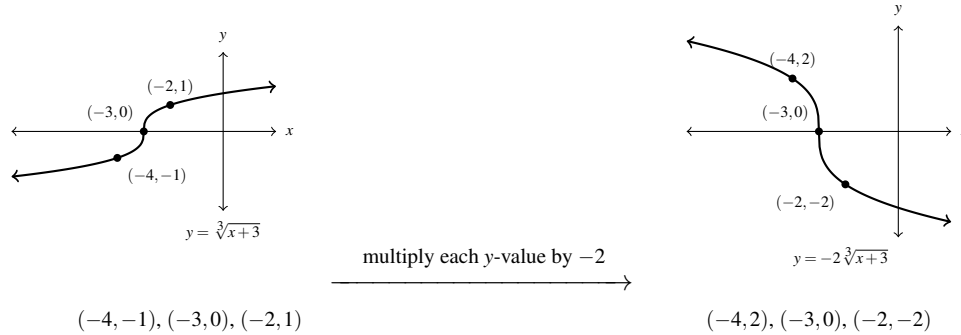 y
(−4,2)
y
(−2,1)
(−3,0)
(−3,0)
x
(−4,−1)
(−2,−2)
y = ∛(x+3)
multiply each y-value by −2
y = −2 ∛(x+3)
(−4,−1), (−3,0), (−2,1)
(−4,2), (−3,0), (−2,−2)